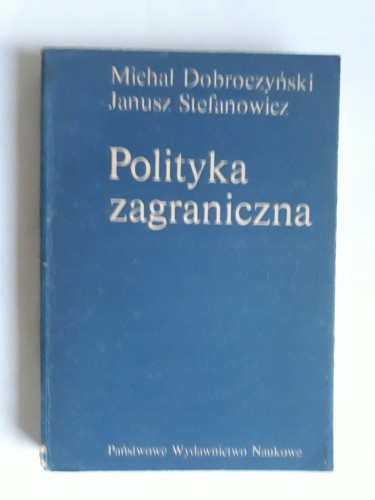 Michał Dobroczyński
Janusz Stefanowicz
Polityka
zagraniczna
Państwowe Wydawnictwo Naukowe